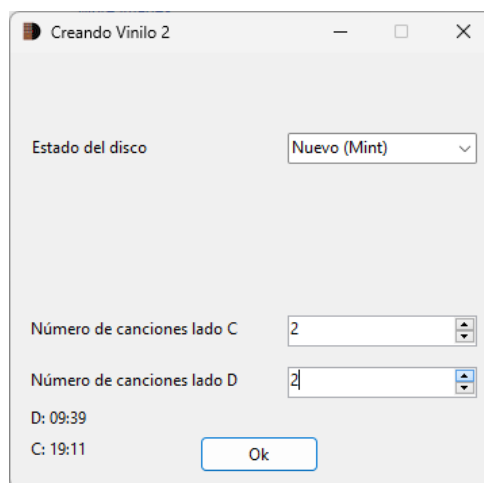 Creando Vinilo 2
Estado del disco Nuevo (Mint)
Número de canciones lado C 2
Número de canciones lado D 2
D: 09:39
C: 19:11
Ok